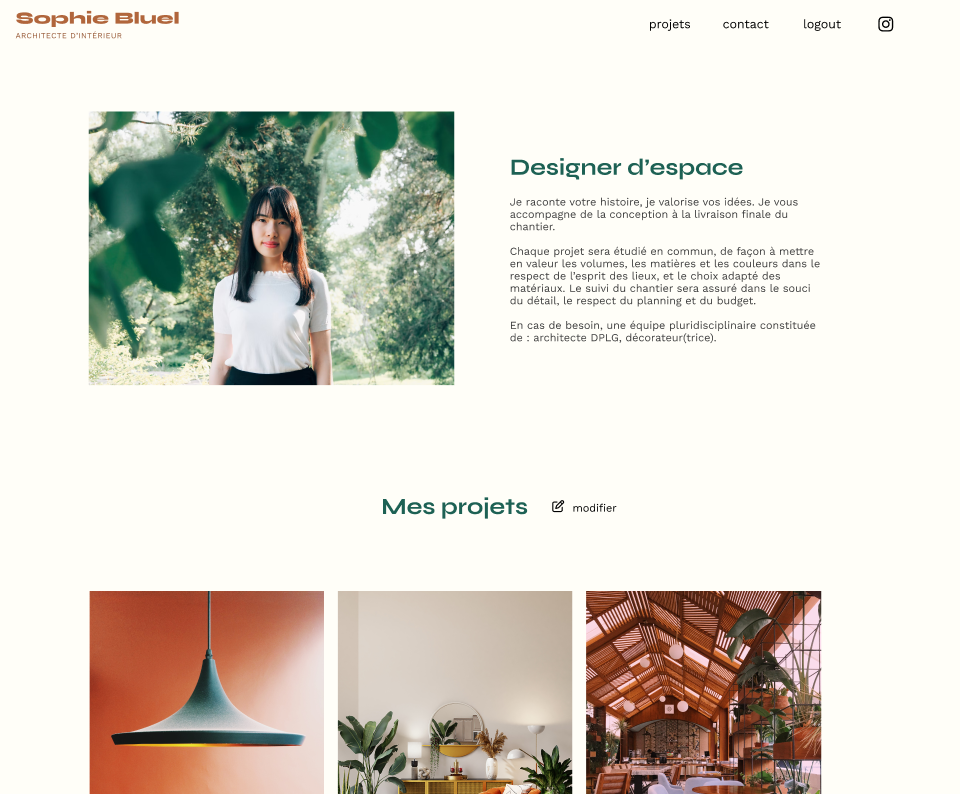 Sophie Bluel
ARCHITECTE D'INTÉRIEUR
projets
contact
logout
Designer d'espace
Je raconte votre histoire, je valorise vos idées. Je vous
accompagne de la conception à la livraison finale du
chantier.
Chaque projet sera étudié en commun, de façon à mettre
en valeur les volumes, les matières et les couleurs dans le
respect de l'esprit des lieux, et le choix adapté des
matériaux. Le suivi du chantier sera assuré dans le souci
du détail, le respect du planning et du budget.
En cas de besoin, une équipe pluridisciplinaire constituée
de : architecte DPLG, décorateur(trice).
Mes projets
modifier